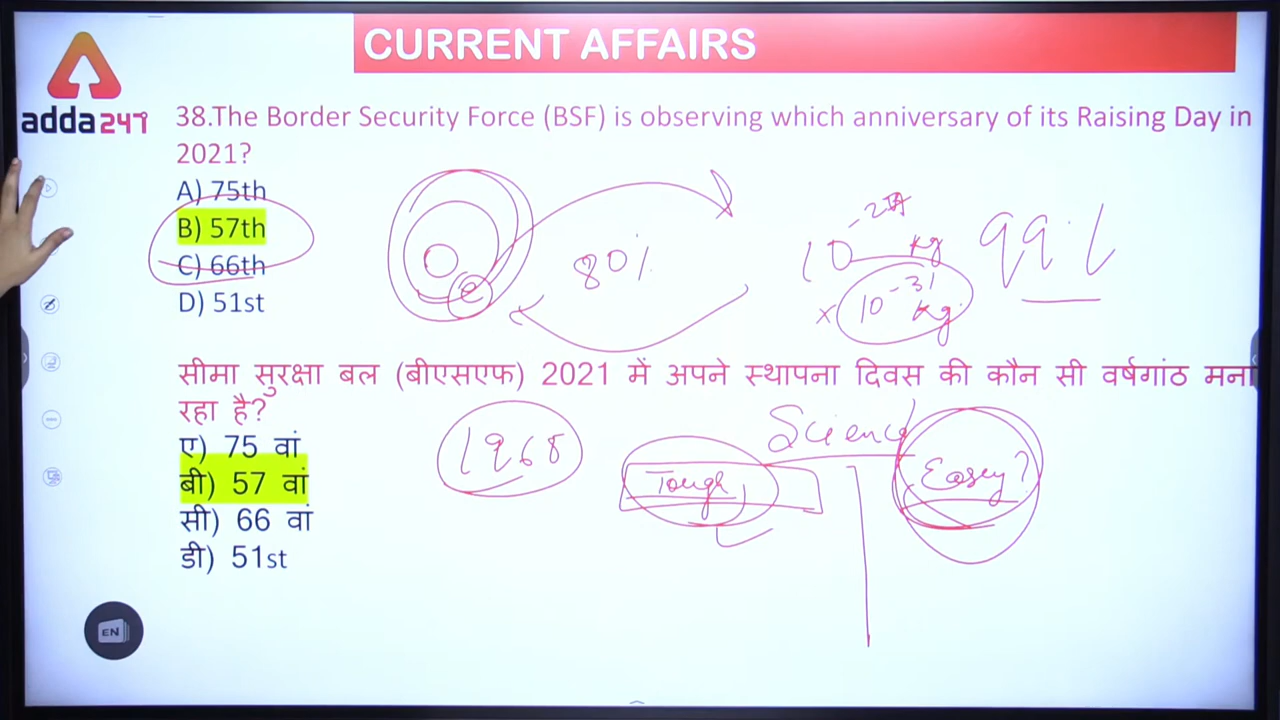 CURRENT AFFAIRS
adda247
38.The Border Security Force (BSF) is observing which anniversary of its Raising Day in
2021?
A) 75th
B) 57th
C) 66th
D) 51st
80%
10 kg
99%
x 10-31 kg
सीमा सुरक्षा बल (बीएसएफ) 2021 में अपने स्थापना दिवस की कौन सी वर्षगांठ मना
रहा है?
ए) 75 वां
बी) 57 वां
सी) 66 वां
डी) 51st
Science
Tough
Easey?
EN